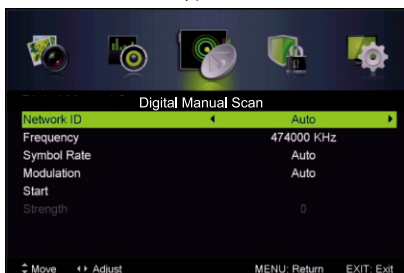 Digital Manual Scan
Network ID Auto
Frequency 474000 KHz
Symbol Rate Auto
Modulation Auto
Start
Strength 0
Move Adjust MENU: Return EXIT: Exit